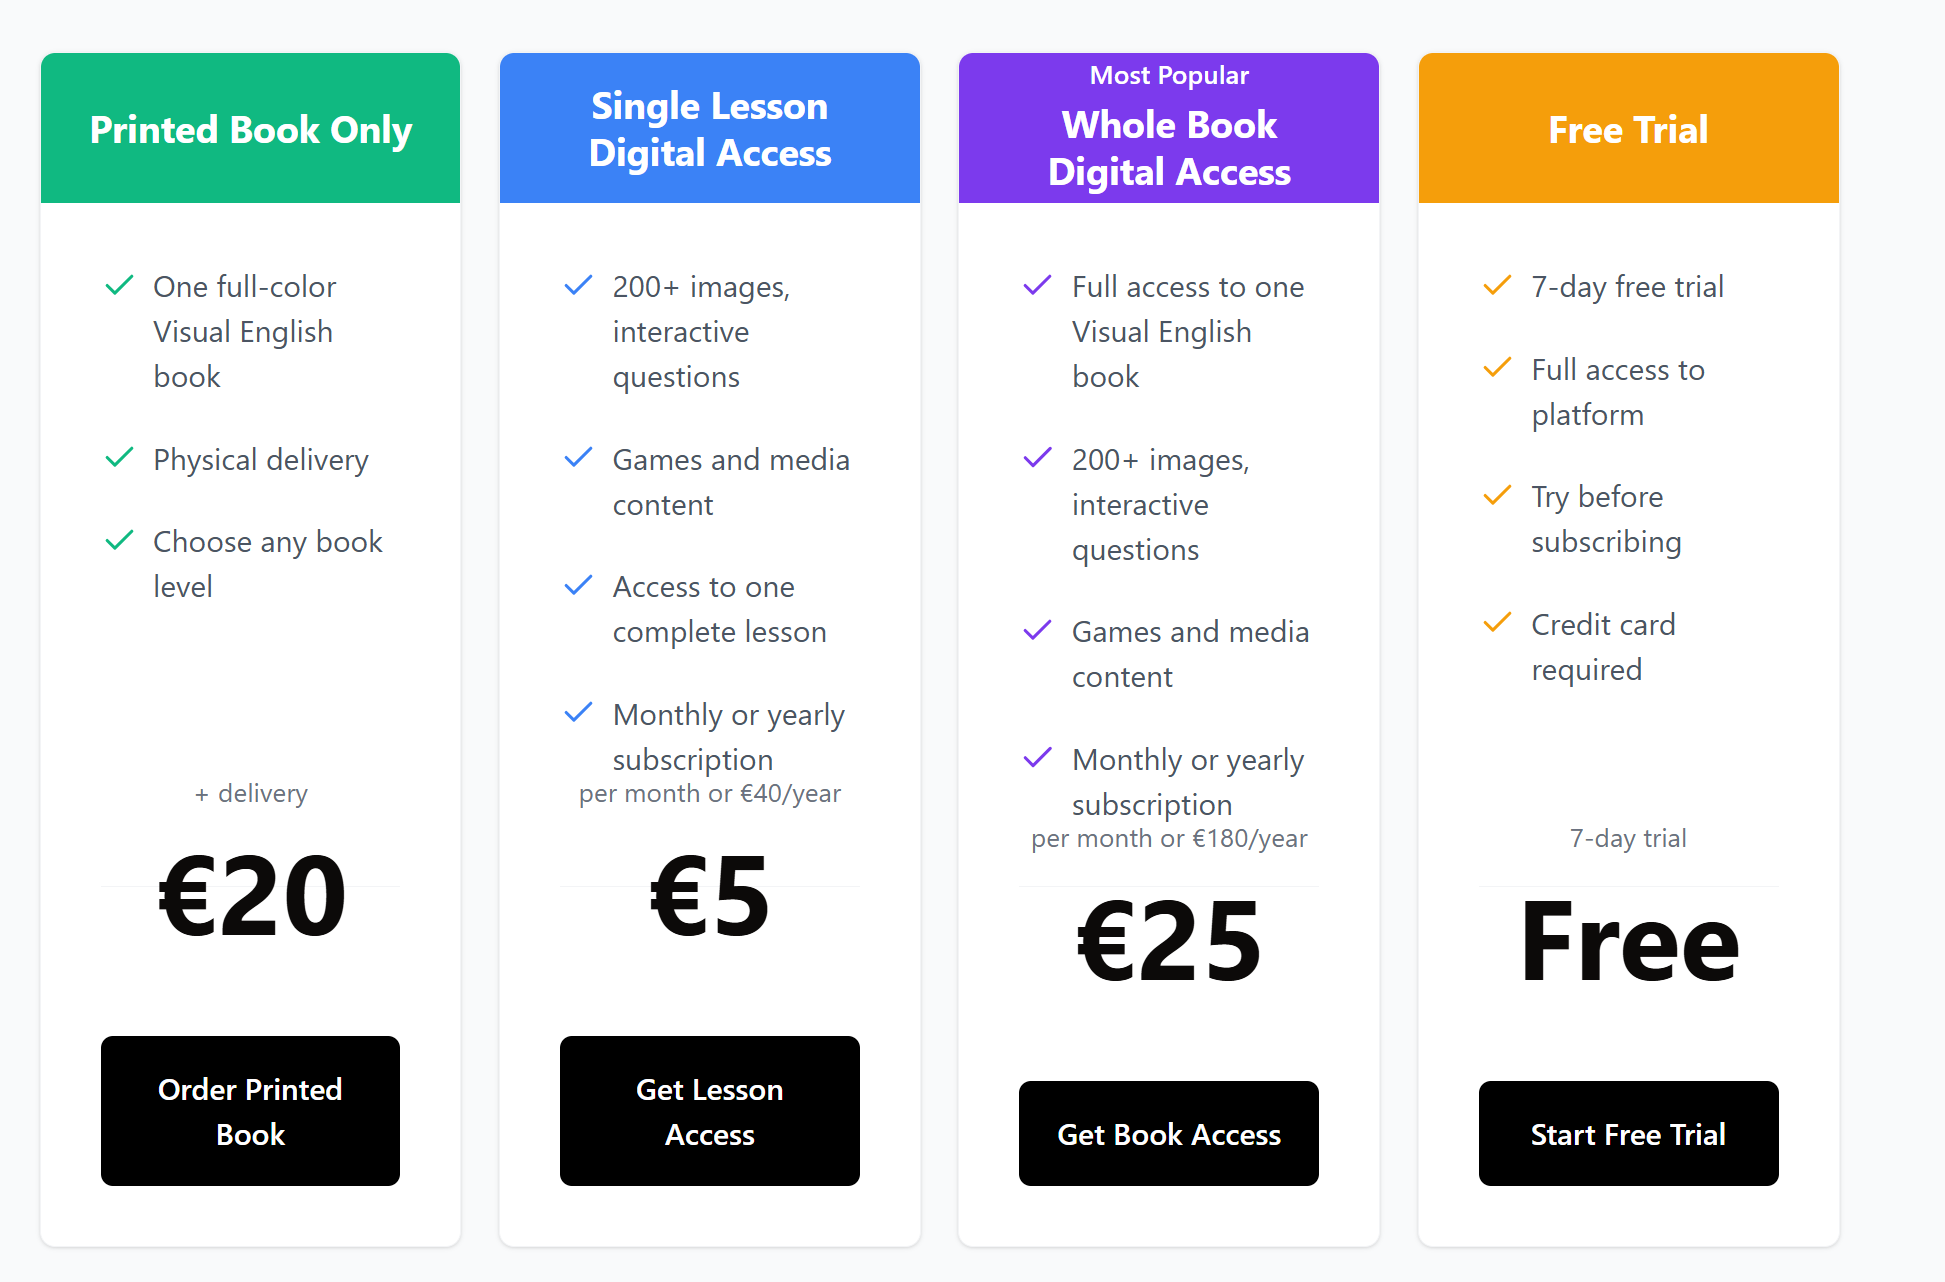 Printed Book Only
One full-color
Visual English
book
Physical delivery
Choose any book
level
+ delivery
€20
Order Printed
Book
Single Lesson
Digital Access
200+ images,
interactive
questions
Games and media
content
Access to one
complete lesson
Monthly or yearly
subscription
per month or €40/year
€5
Get Lesson
Access
Most Popular
Whole Book
Digital Access
Full access to one
Visual English
book
200+ images,
interactive
questions
Games and media
content
Monthly or yearly
subscription
per month or €180/year
€25
Get Book Access
Free Trial
7-day free trial
Full access to
platform
Try before
subscribing
Credit card
required
7-day trial
Free
Start Free Trial